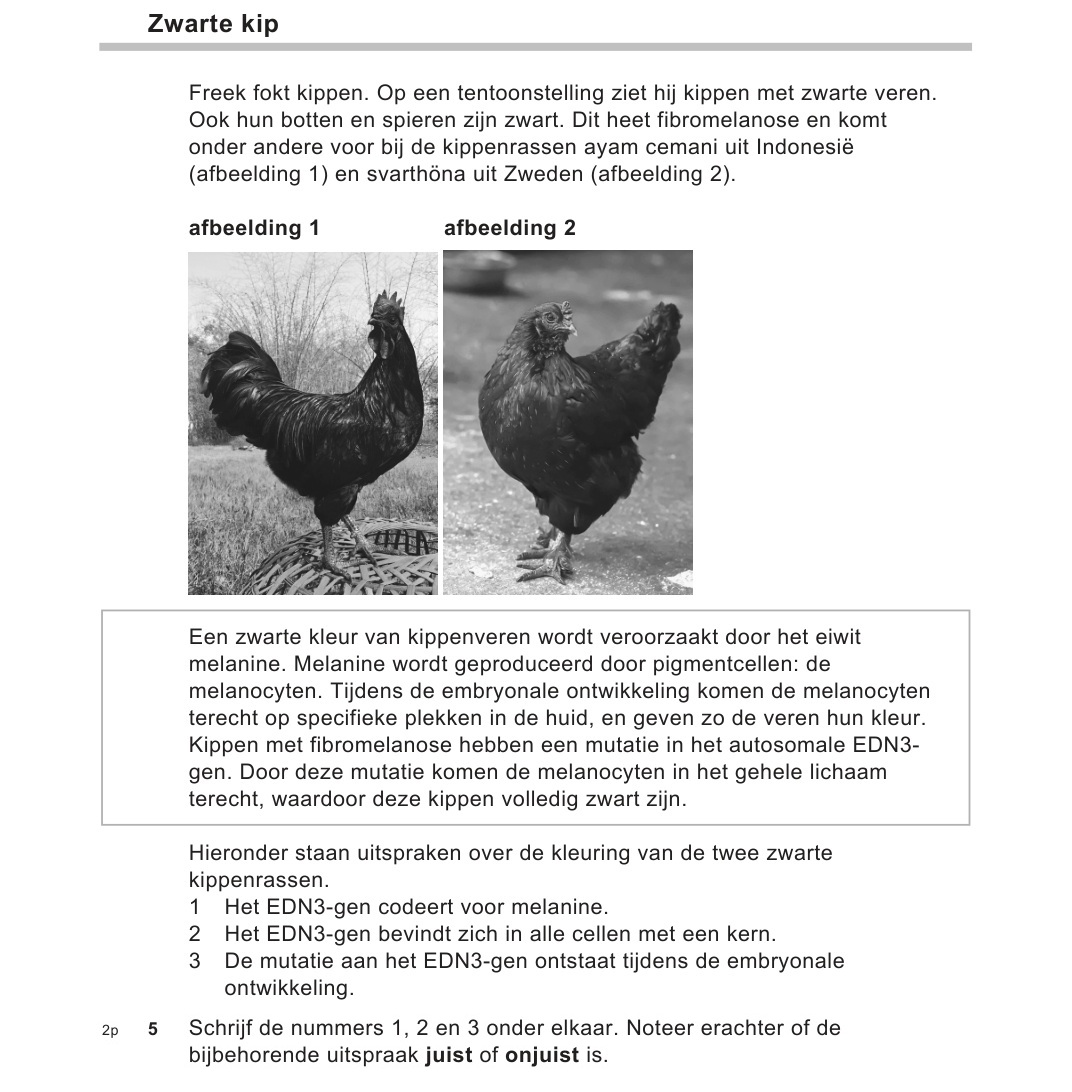 Zwarte kip
Freek fokt kippen. Op een tentoonstelling ziet hij kippen met zwarte veren.
Ook hun botten en spieren zijn zwart. Dit heet fibromelanose en komt
onder andere voor bij de kippenrassen ayam cemani uit Indonesië
(afbeelding 1) en svarthöna uit Zweden (afbeelding 2).
afbeelding 1 afbeelding 2
Een zwarte kleur van kippenveren wordt veroorzaakt door het eiwit
melanine. Melanine wordt geproduceerd door pigmentcellen: de
melanocyten. Tijdens de embryonale ontwikkeling komen de melanocyten
terecht op specifieke plekken in de huid, en geven zo de veren hun kleur.
Kippen met fibromelanose hebben een mutatie in het autosomale EDN3-
gen. Door deze mutatie komen de melanocyten in het gehele lichaam
terecht, waardoor deze kippen volledig zwart zijn.
Hieronder staan uitspraken over de kleuring van de twee zwarte
kippenrassen.
1 Het EDN3-gen codeert voor melanine.
2 Het EDN3-gen bevindt zich in alle cellen met een kern.
3 De mutatie aan het EDN3-gen ontstaat tijdens de embryonale
ontwikkeling.
2p 5 Schrijf de nummers 1, 2 en 3 onder elkaar. Noteer erachter of de
bijbehorende uitspraak juist of onjuist is.